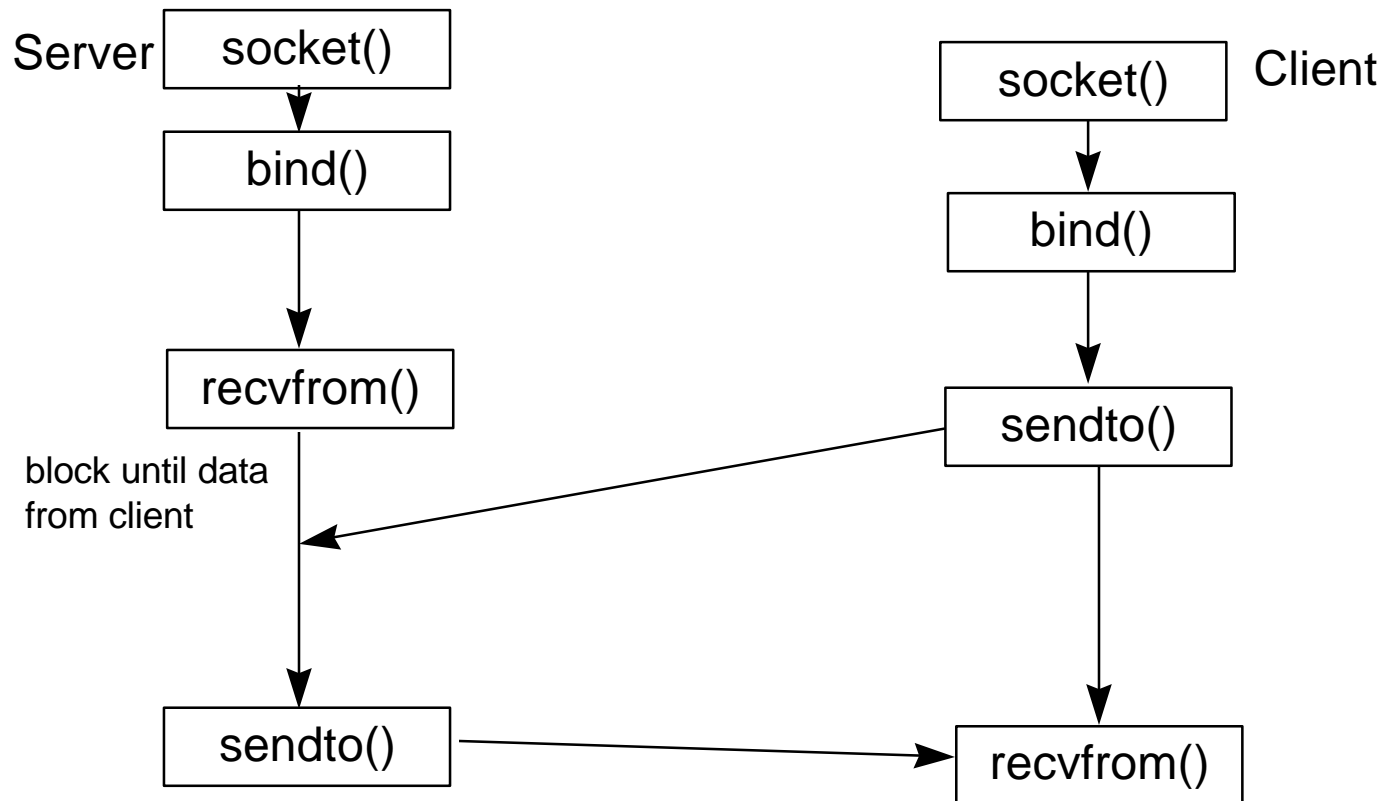 Server
socket()
bind()
recvfrom()
block until data
from client
sendto()
Client
socket()
bind()
sendto()
recvfrom()